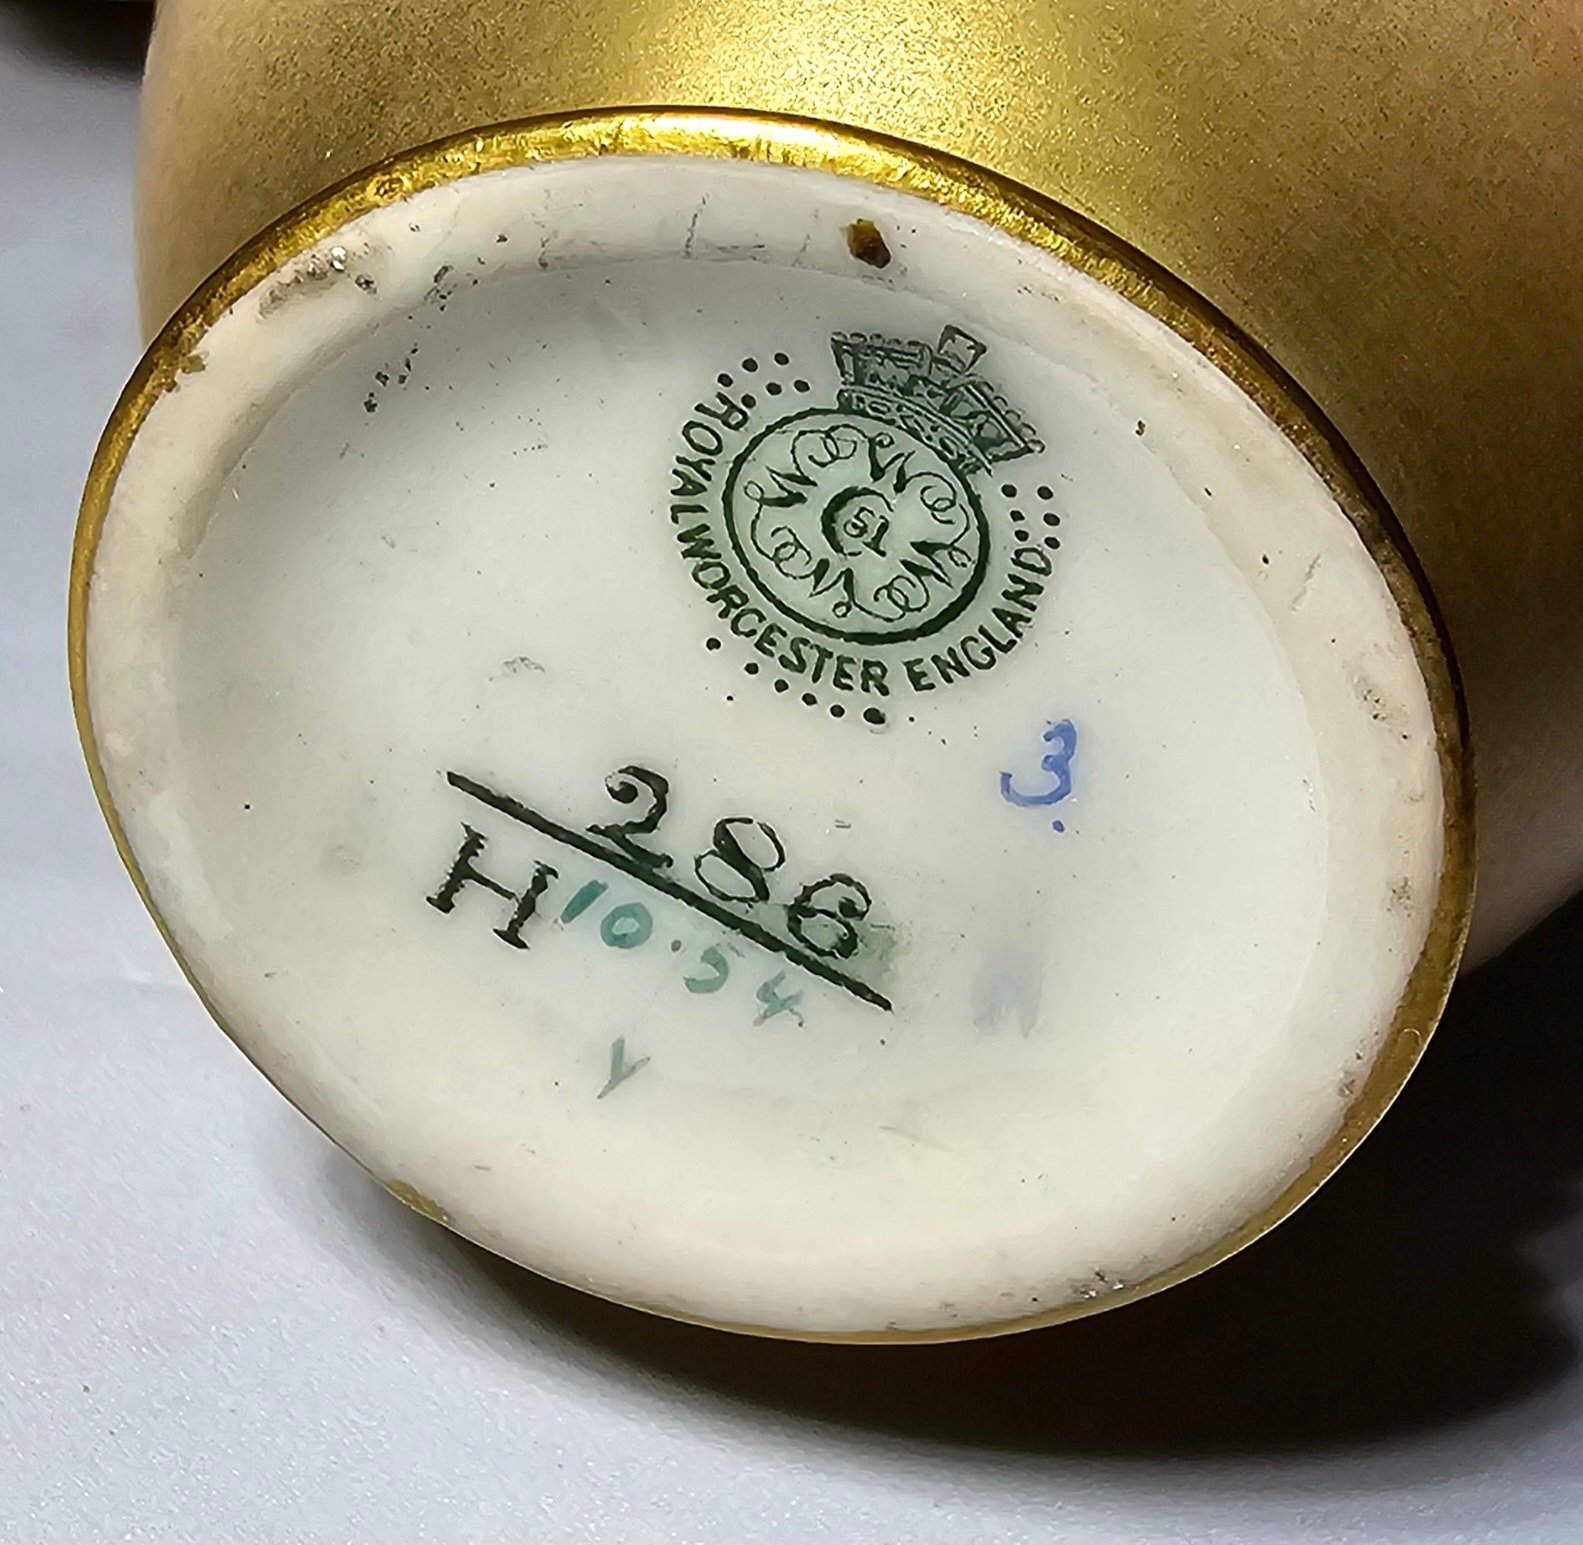 ROYAL WORCESTER ENGLAND
51
3
286
H
10.54